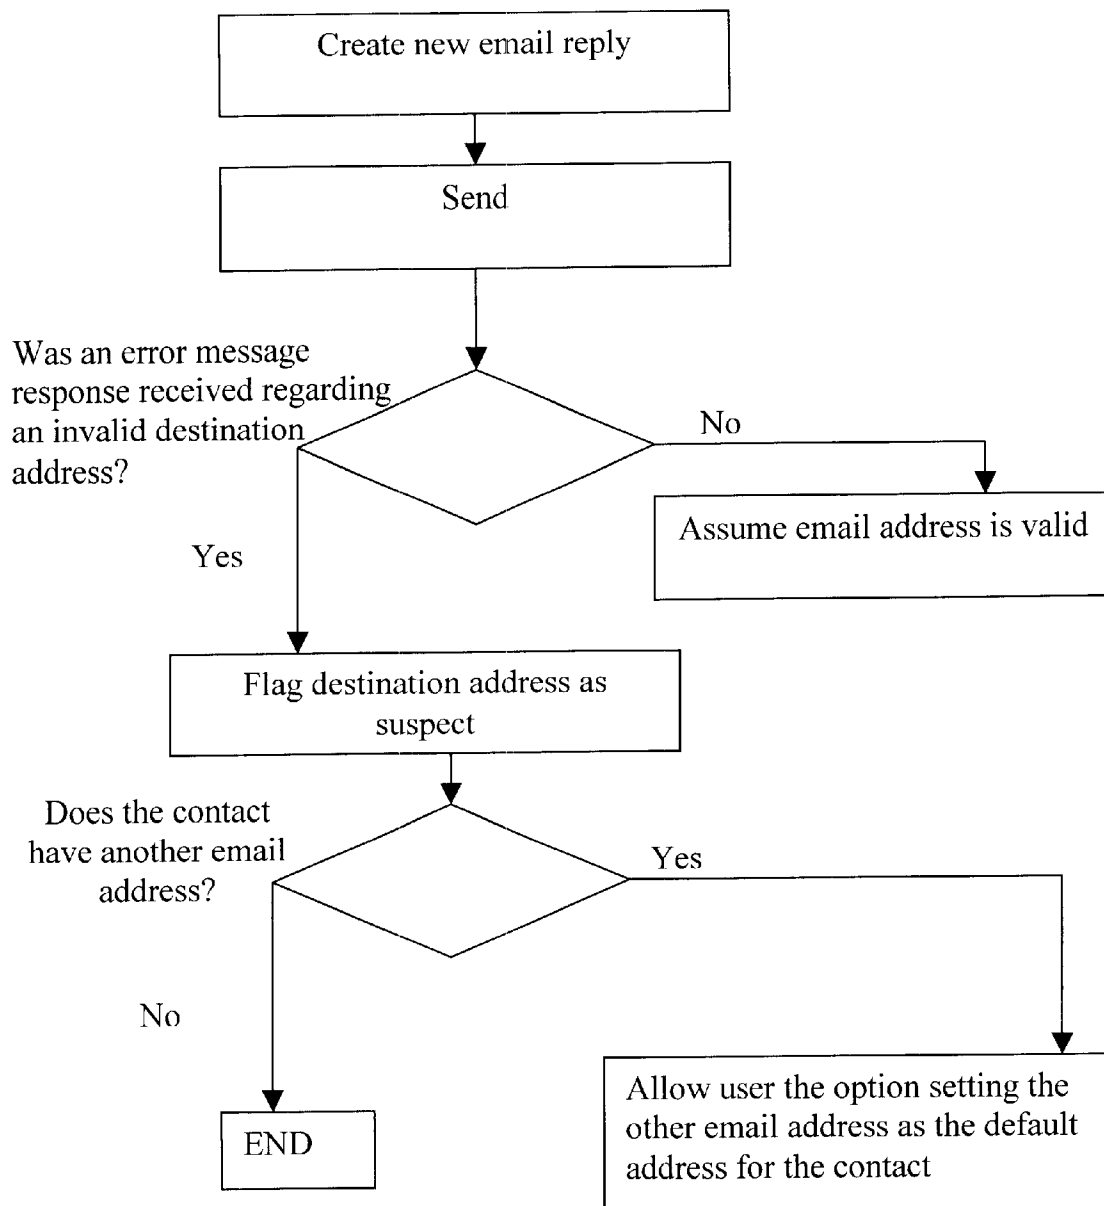 Create new email reply
Send
Was an error message
response received regarding
an invalid destination
address?
No
Assume email address is valid
Yes
Flag destination address as
suspect
Does the contact
have another email
address?
Yes
No
Allow user the option setting the
other email address as the default
address for the contact
END